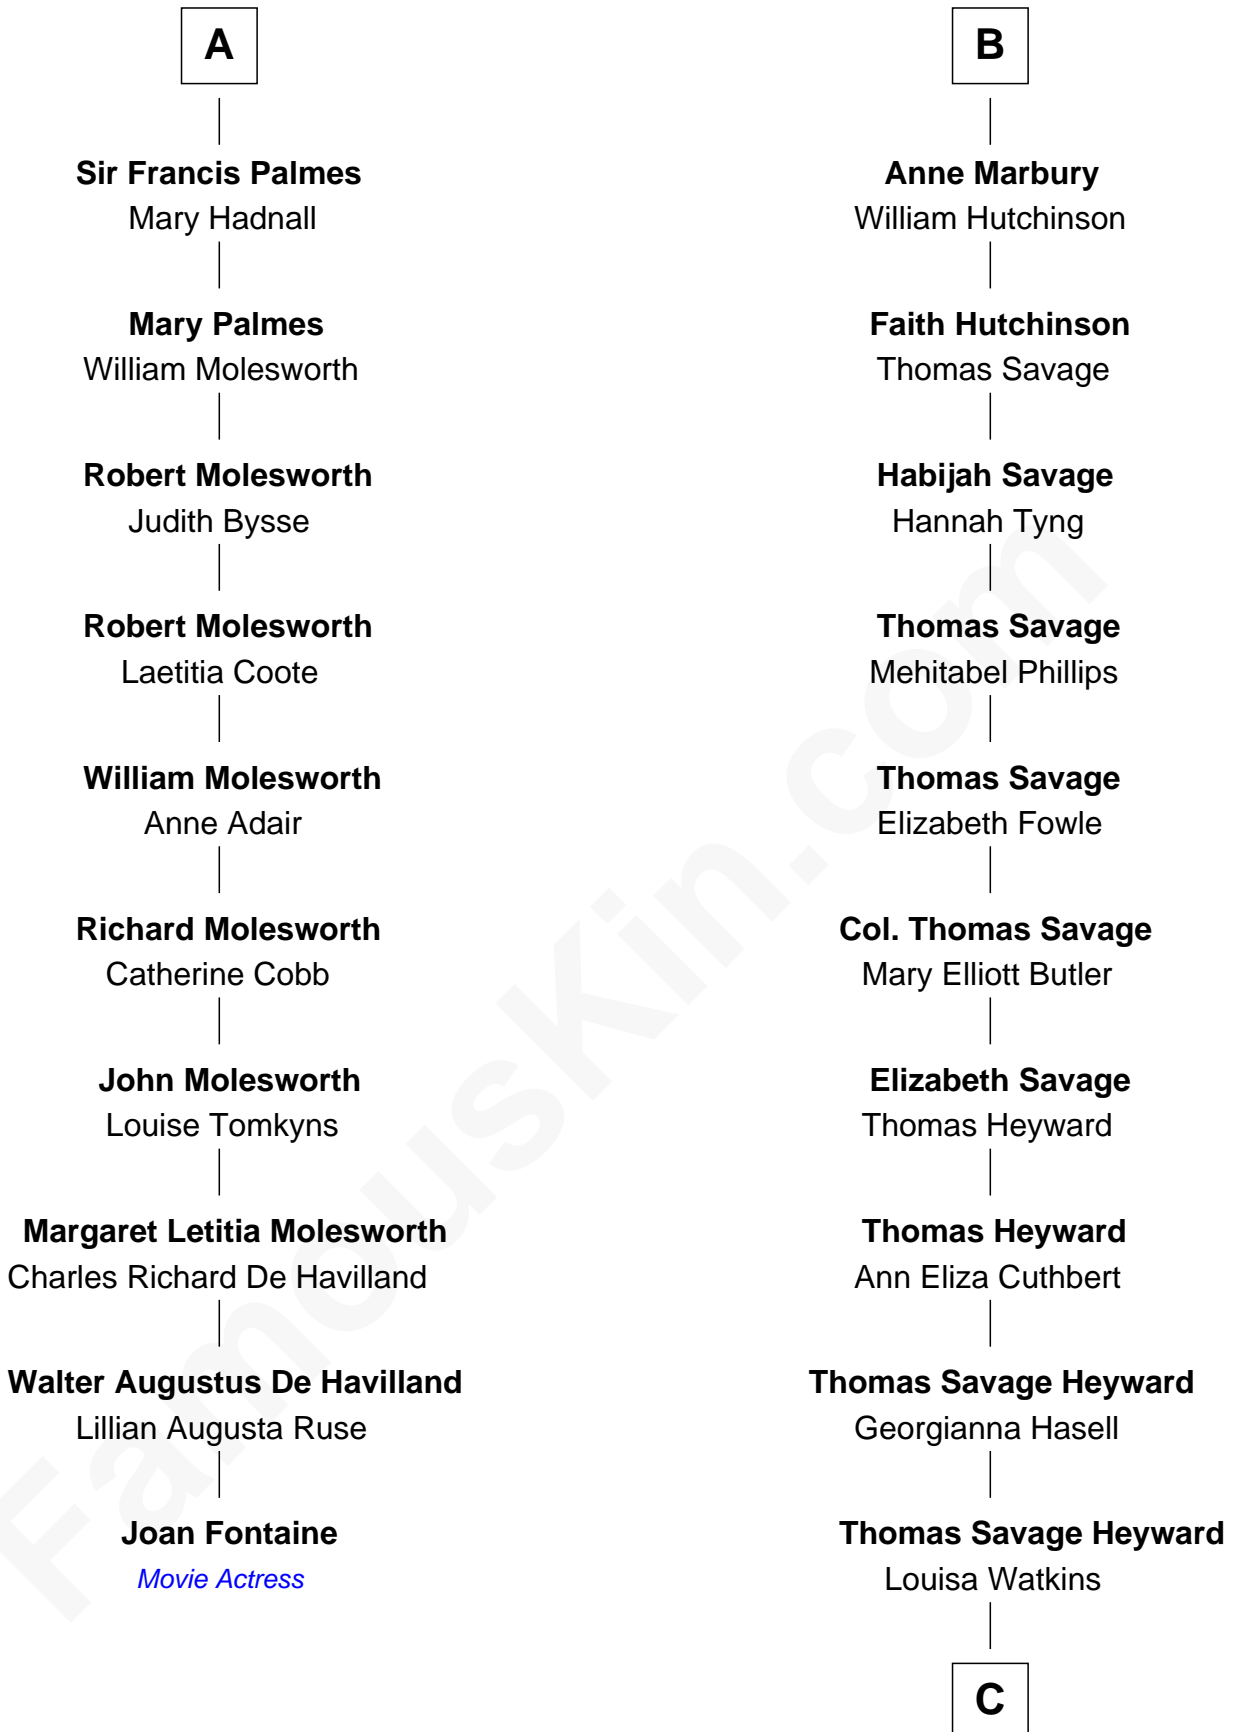 A
Sir Francis Palmes
Mary Hadnall
Mary Palmes
William Molesworth
Robert Molesworth
Judith Bysse
Robert Molesworth
Laetitia Coote
William Molesworth
Anne Adair
Richard Molesworth
Catherine Cobb
John Molesworth
Louise Tomkyns
Margaret Letitia Molesworth
Charles Richard De Havilland
Walter Augustus De Havilland
Lillian Augusta Ruse
Joan Fontaine
Movie Actress
B
Anne Marbury
William Hutchinson
Faith Hutchinson
Thomas Savage
Habijah Savage
Hannah Tyng
Thomas Savage
Mehitabel Phillips
Thomas Savage
Elizabeth Fowle
Col. Thomas Savage
Mary Elliott Butler
Elizabeth Savage
Thomas Heyward
Thomas Heyward
Ann Eliza Cuthbert
Thomas Savage Heyward
Georgianna Hasell
Thomas Savage Heyward
Louisa Watkins
C
FamousKin.com